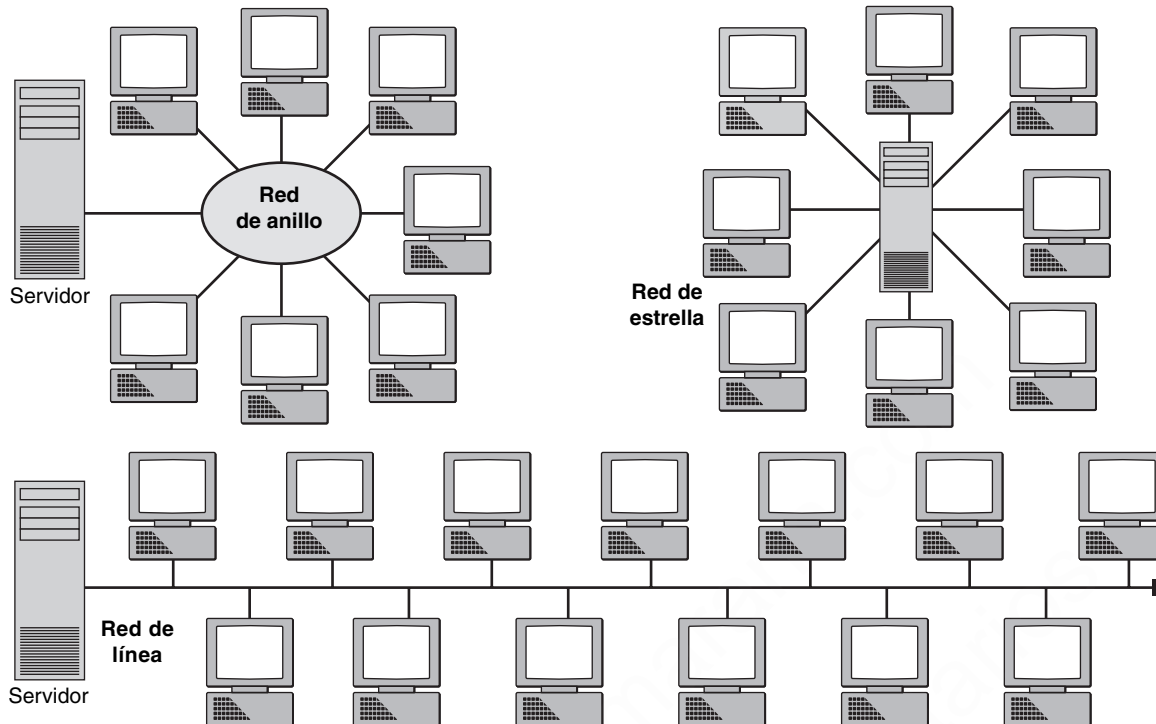 Red
de anillo
Servidor
Red de
estrella
Red de
línea
Servidor